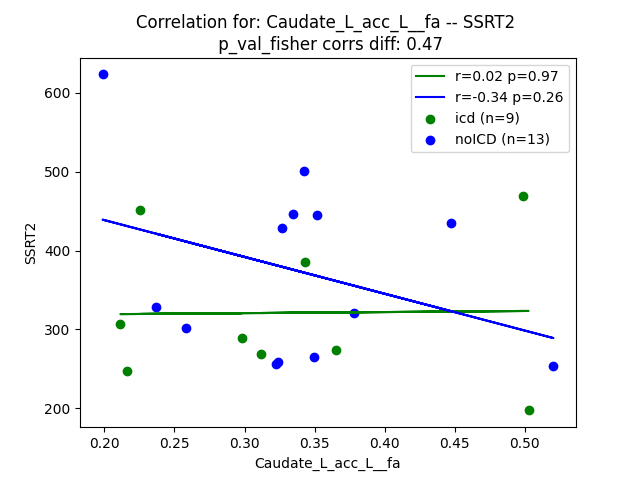 Correlation for: Caudate_L_acc_L__fa -- SSRT2
p_val_fisher corrs diff: 0.47
r=0.02 p=0.97
r=-0.34 p=0.26
icd (n=9)
noICD (n=13)
600
500
400
300
200
SSRT2
0.20 0.25 0.30 0.35 0.40 0.45 0.50
Caudate_L_acc_L__fa